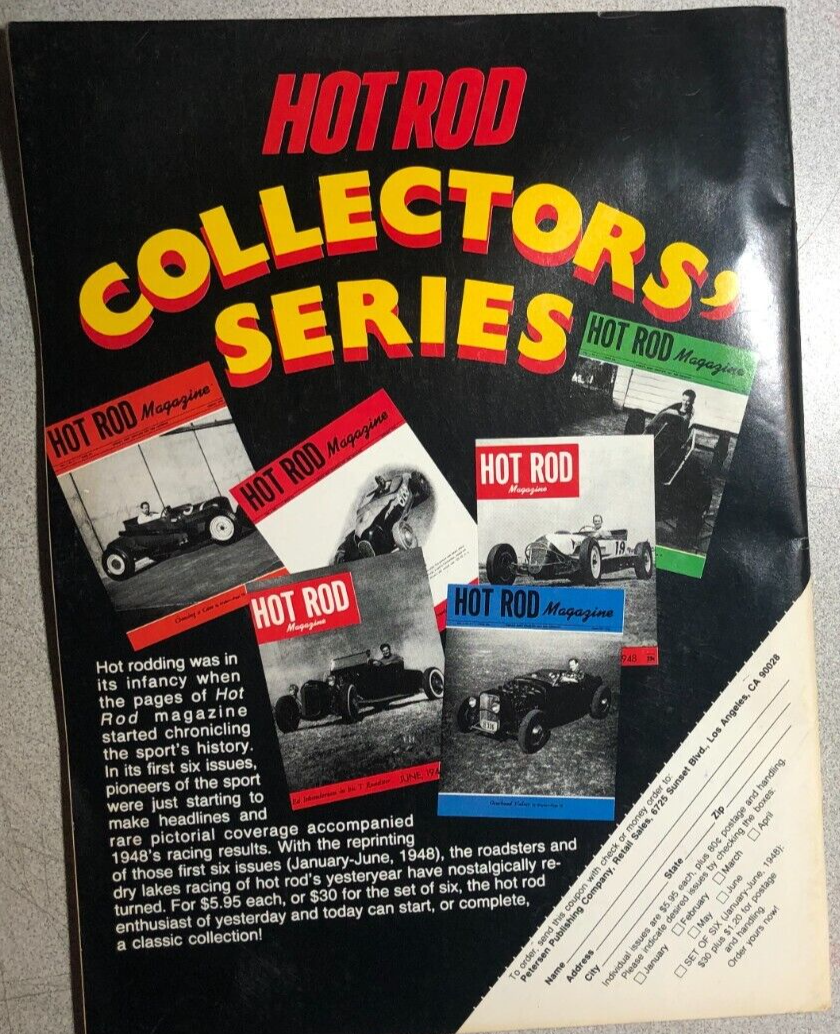 HOT ROD
COLLECTORS'
SERIES
HOT ROD Magazine
HOT ROD Magazine
HOT ROD Magazine
HOT ROD
Magazine
19
1948
HOT ROD
Magazine
Ed Iskenderian in his T Roadster JUNE, 194
HOT ROD Magazine
Hot rodding was in
its infancy when
the pages of Hot
Rod magazine
started chronicling
the sport's history.
In its first six issues,
pioneers of the sport
were just starting to
make headlines and
rare pictorial coverage accompanied
1948's racing results. With the reprinting
of those first six issues (January-June, 1948), the roadsters and
dry lakes racing of hot rod's yesteryear have nostalgically re-
turned. For $5.95 each, or $30 for the set of six, the hot rod
enthusiast of yesterday and today can start, or complete,
a classic collection!
To order, send this coupon with check or money order to:
Petersen Publishing Company, Retail Sales, 6725 Sunset Blvd., Los Angeles, CA 90028
Name
Address
City State Zip
Individual issues are $5.95 each, plus 80¢ postage and handling.
Please indicate desired issues by checking the boxes:
January February March April
May June
SET OF SIX (January-June, 1948):
$30 plus $1.20 for postage
and handling.
Order yours now!